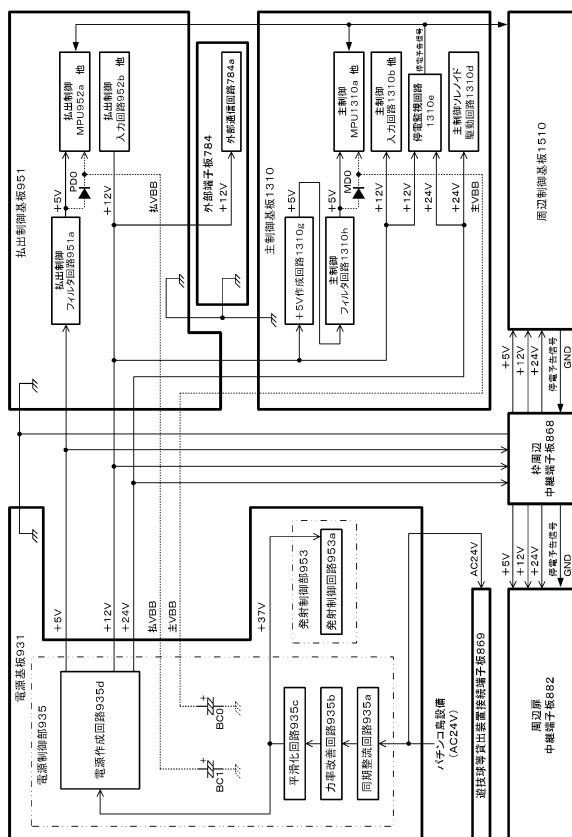 払出制御基板951
払出制御
MPU952a 他
払出制御
入力回路952b 他
+5V
PD0
+12V
払VBB
払出制御
フィルタ回路951a
外部端子板784
外部通信回路784a
+12V
主制御基板1310
主制御
MPU1310a 他
主制御
入力回路1310b 他
停電監視回路
1310e
停電予告信号
主制御ソレノイド
駆動回路1310d
+5V
+5V
MD0
+12V
+24V
+24V
主VBB
+5V作成回路1310g
主制御
フィルタ回路1310h
周辺制御基板1510
+5V
+12V
+24V
停電予告信号
GND
枠周辺
中継端子板868
+5V
+12V
+24V
停電予告信号
GND
周辺扉
中継端子板882
電源基板931
+5V
+12V
+24V
払VBB
主VBB
+37V
発射制御部953
発射制御回路953a
AC24V
遊技球等貸出装置接続端子板869
電源制御部935
電源作成回路935d
+
BC0
+
BC1
平滑化回路935c
力率改善回路935b
同期整流回路935a
パチンコ島設備
(AC24V)